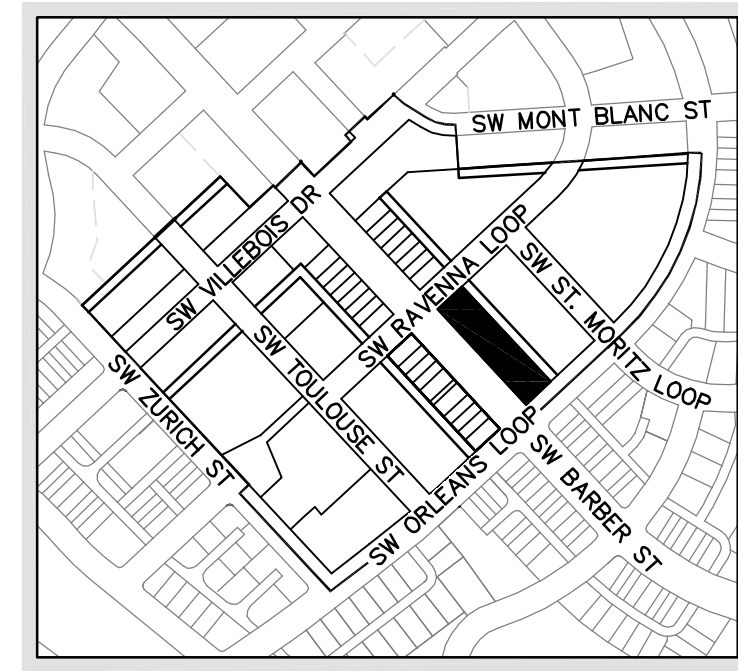 SW MONT BLANC ST
SW VILLEBOIS DR
SW RAVENNA LOOP
SW ST. MORITZ LOOP
SW ZURICH ST
SW TOULOUSE ST
SW ORLEANS LOOP
SW BARBER ST